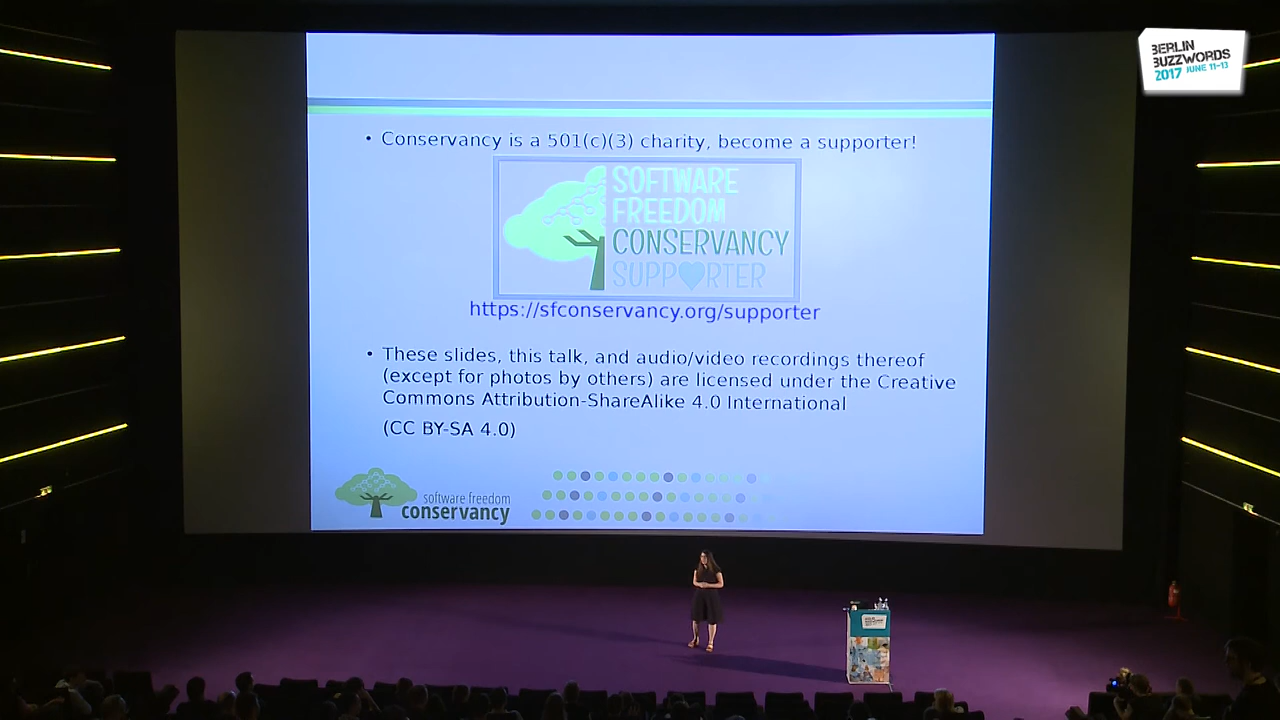 BERLIN
BUZZWORDS
2017 JUNE 11-13
• Conservancy is a 501(c)(3) charity, become a supporter!
SOFTWARE
FREEDOM
CONSERVANCY
SUPPORTER
https://sfconservancy.org/supporter
• These slides, this talk, and audio/video recordings thereof
(except for photos by others) are licensed under the Creative
Commons Attribution-ShareAlike 4.0 International
(CC BY-SA 4.0)
software freedom
conservancy